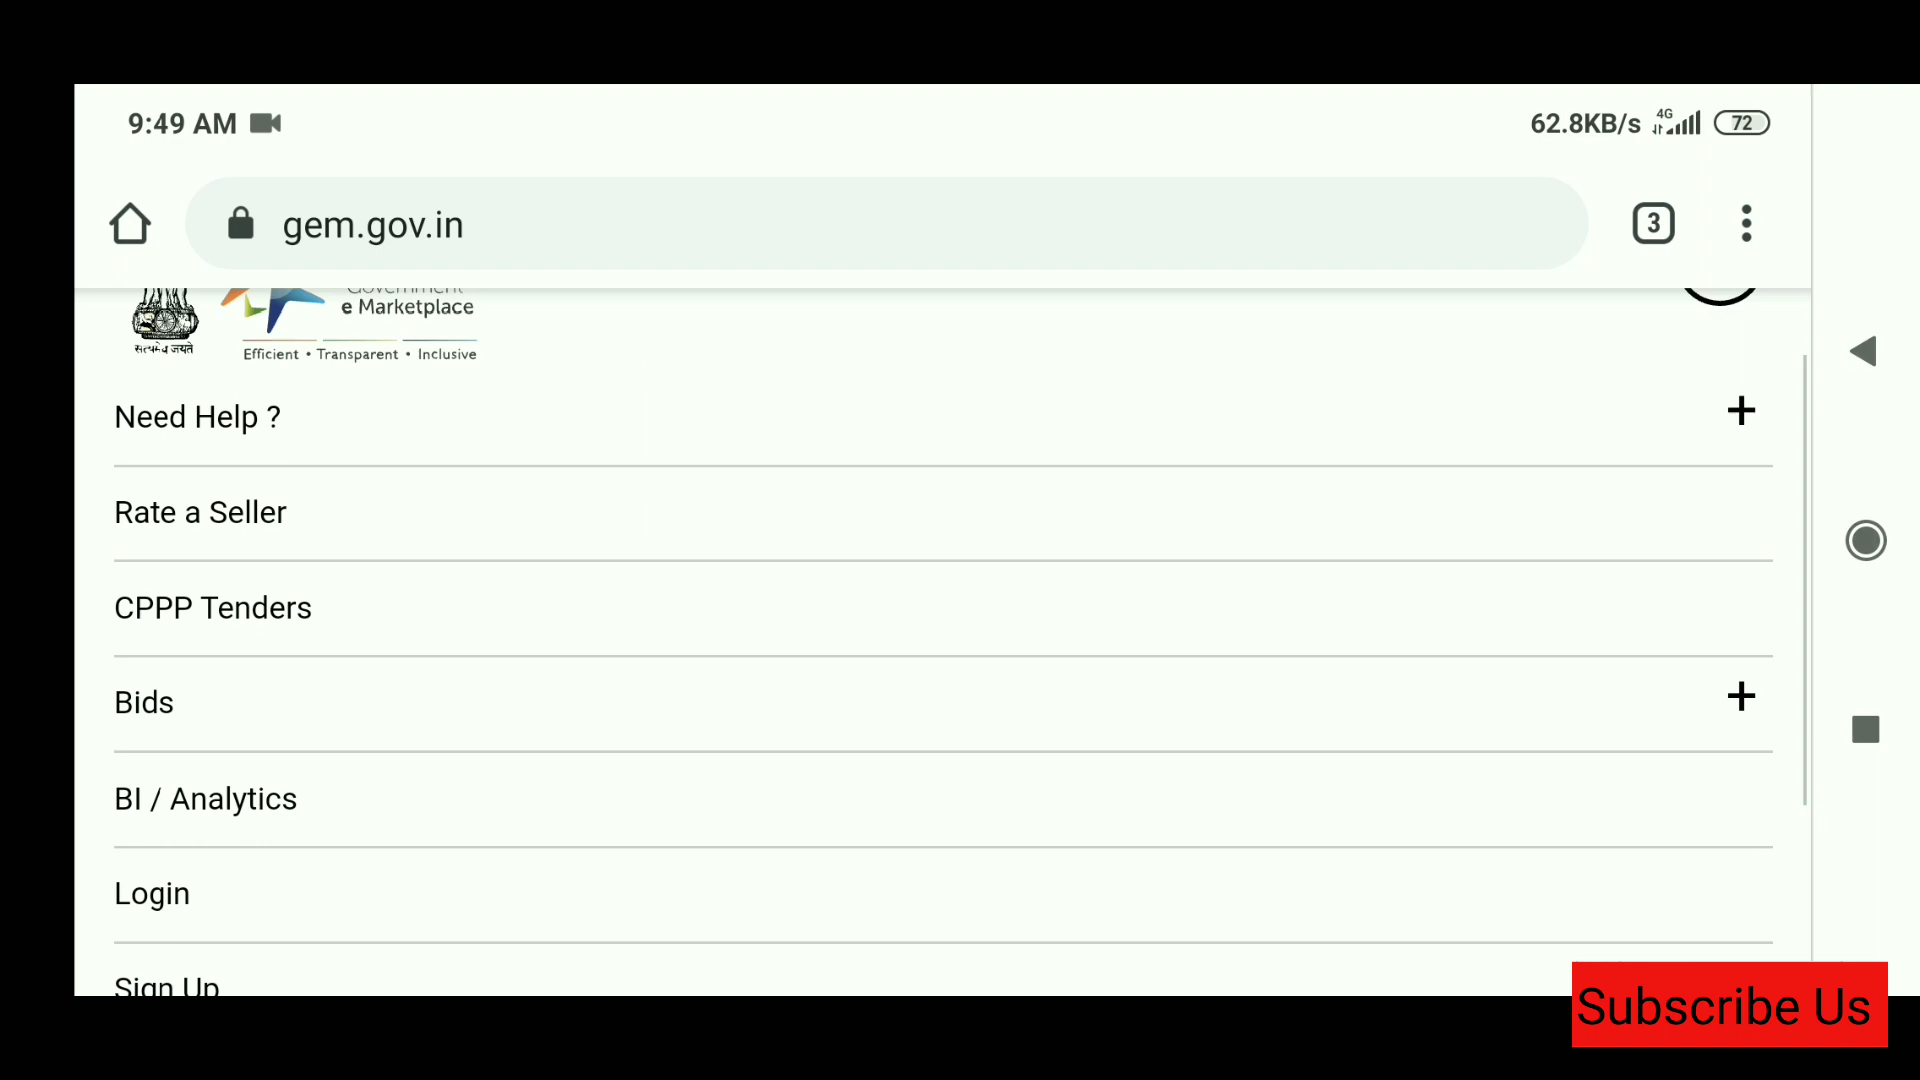 9:49 AM
62.8KB/s 4G 72
gem.gov.in
3
Government
e Marketplace
सत्यमेव जयते
Efficient • Transparent • Inclusive
Need Help ?
+
Rate a Seller
CPPP Tenders
Bids
+
BI / Analytics
Login
Sign Up
Subscribe Us